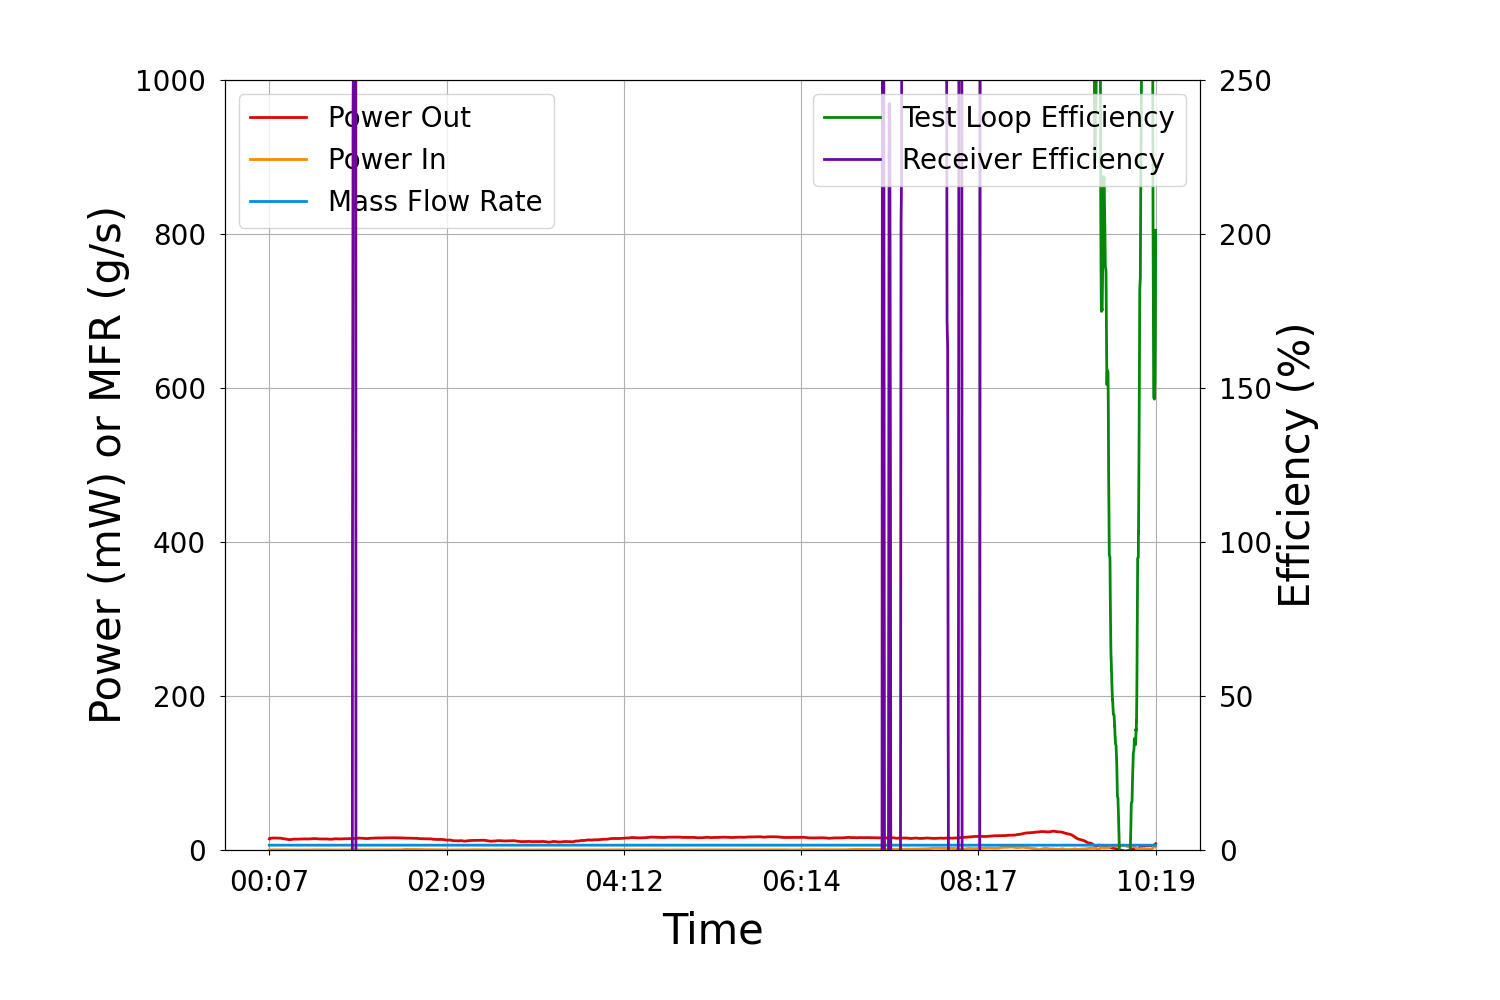 1000
800
600
400
200
0
Power (mW) or MFR (g/s)
Power Out
Power In
Mass Flow Rate
Test Loop Efficiency
Receiver Efficiency
250
200
150
100
50
0
Efficiency (%)
00:07 02:09 04:12 06:14 08:17 10:19
Time